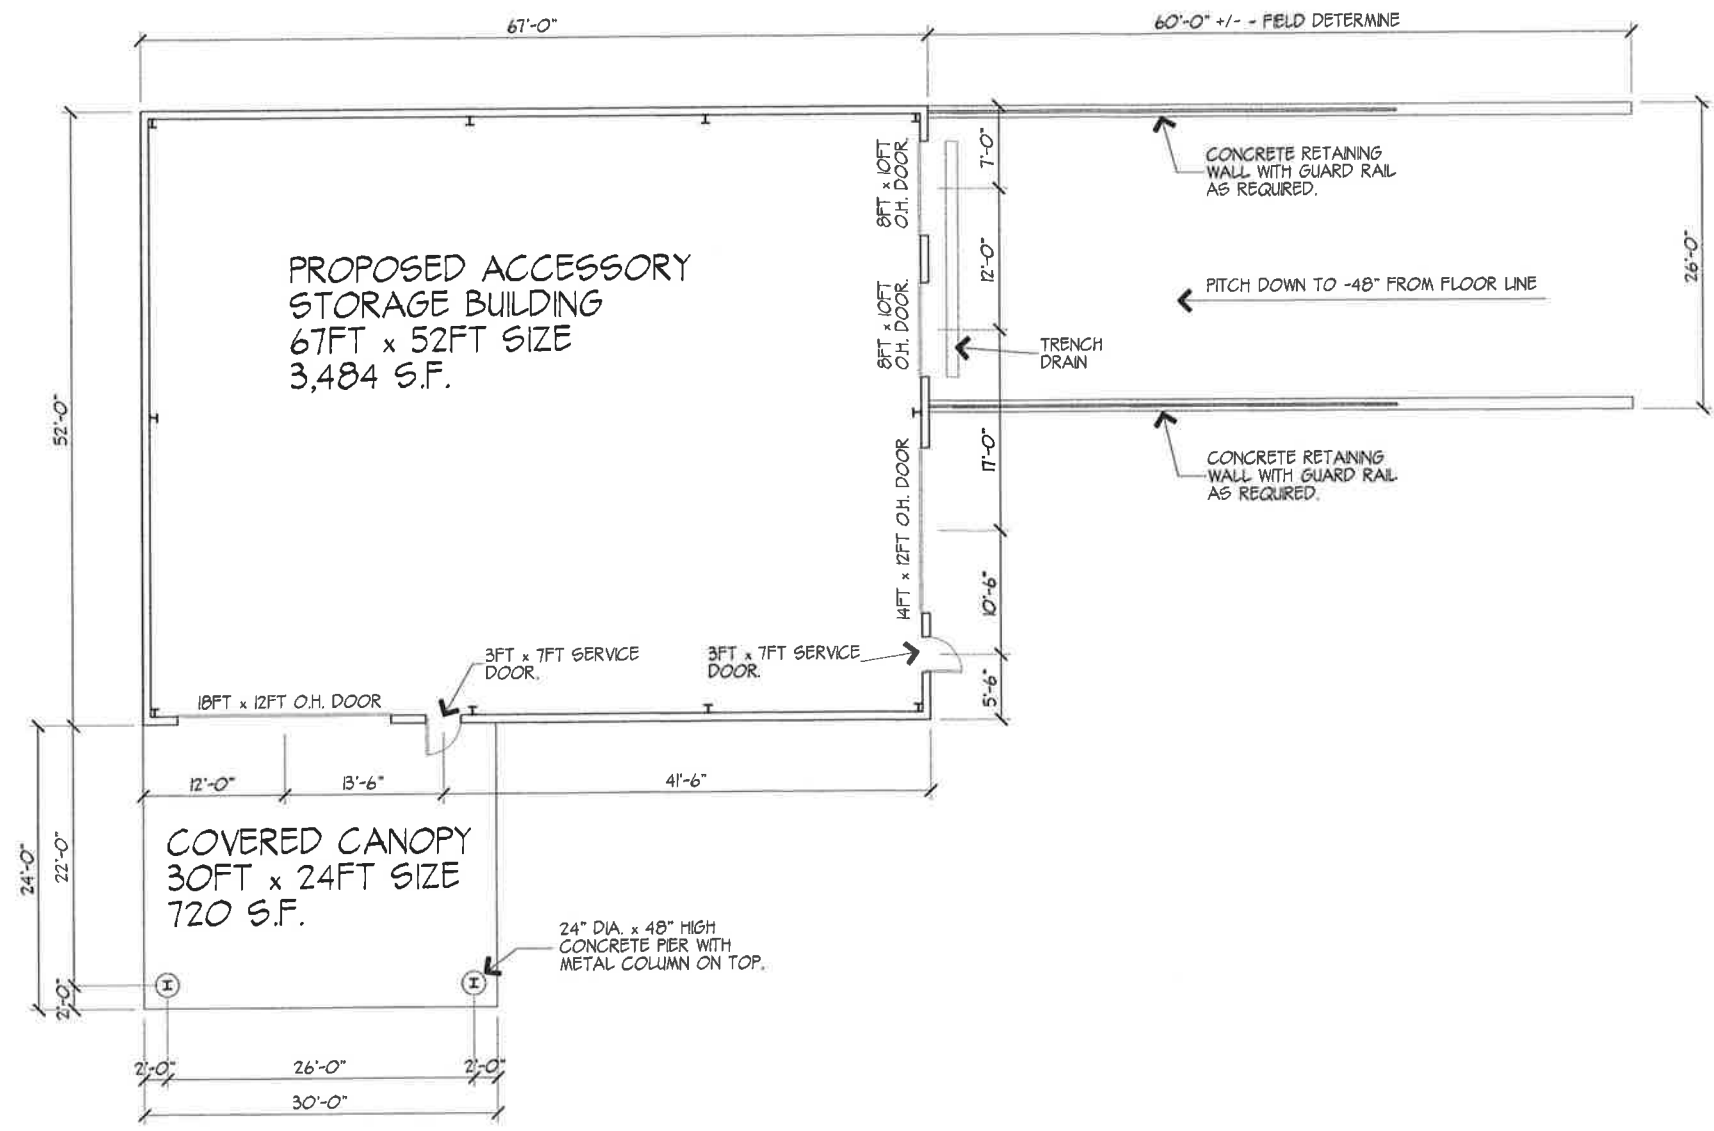 67'-0"
60'-0" +/- - FIELD DETERMINE
8FT x 10FT
O.H. DOOR.
7'-0"
CONCRETE RETAINING
WALL WITH GUARD RAIL
AS REQUIRED.
PROPOSED ACCESSORY
STORAGE BUILDING
67FT x 52FT SIZE
3,484 S.F.
12'-0"
26'-0"
PITCH DOWN TO -48" FROM FLOOR LINE
8FT x 10FT
O.H. DOOR.
TRENCH
DRAIN
52'-0"
17'-0"
CONCRETE RETAINING
WALL WITH GUARD RAIL
AS REQUIRED.
14FT x 12FT O.H. DOOR
10'-6"
3FT x 7FT SERVICE
DOOR.
3FT x 7FT SERVICE
DOOR.
5'-6"
18FT x 12FT O.H. DOOR
12'-0"
13'-6"
41'-6"
COVERED CANOPY
30FT x 24FT SIZE
720 S.F.
24'-0"
22'-0"
24" DIA. x 48" HIGH
CONCRETE PIER WITH
METAL COLUMN ON TOP.
2'-0"
2'-0"
26'-0"
2'-0"
30'-0"